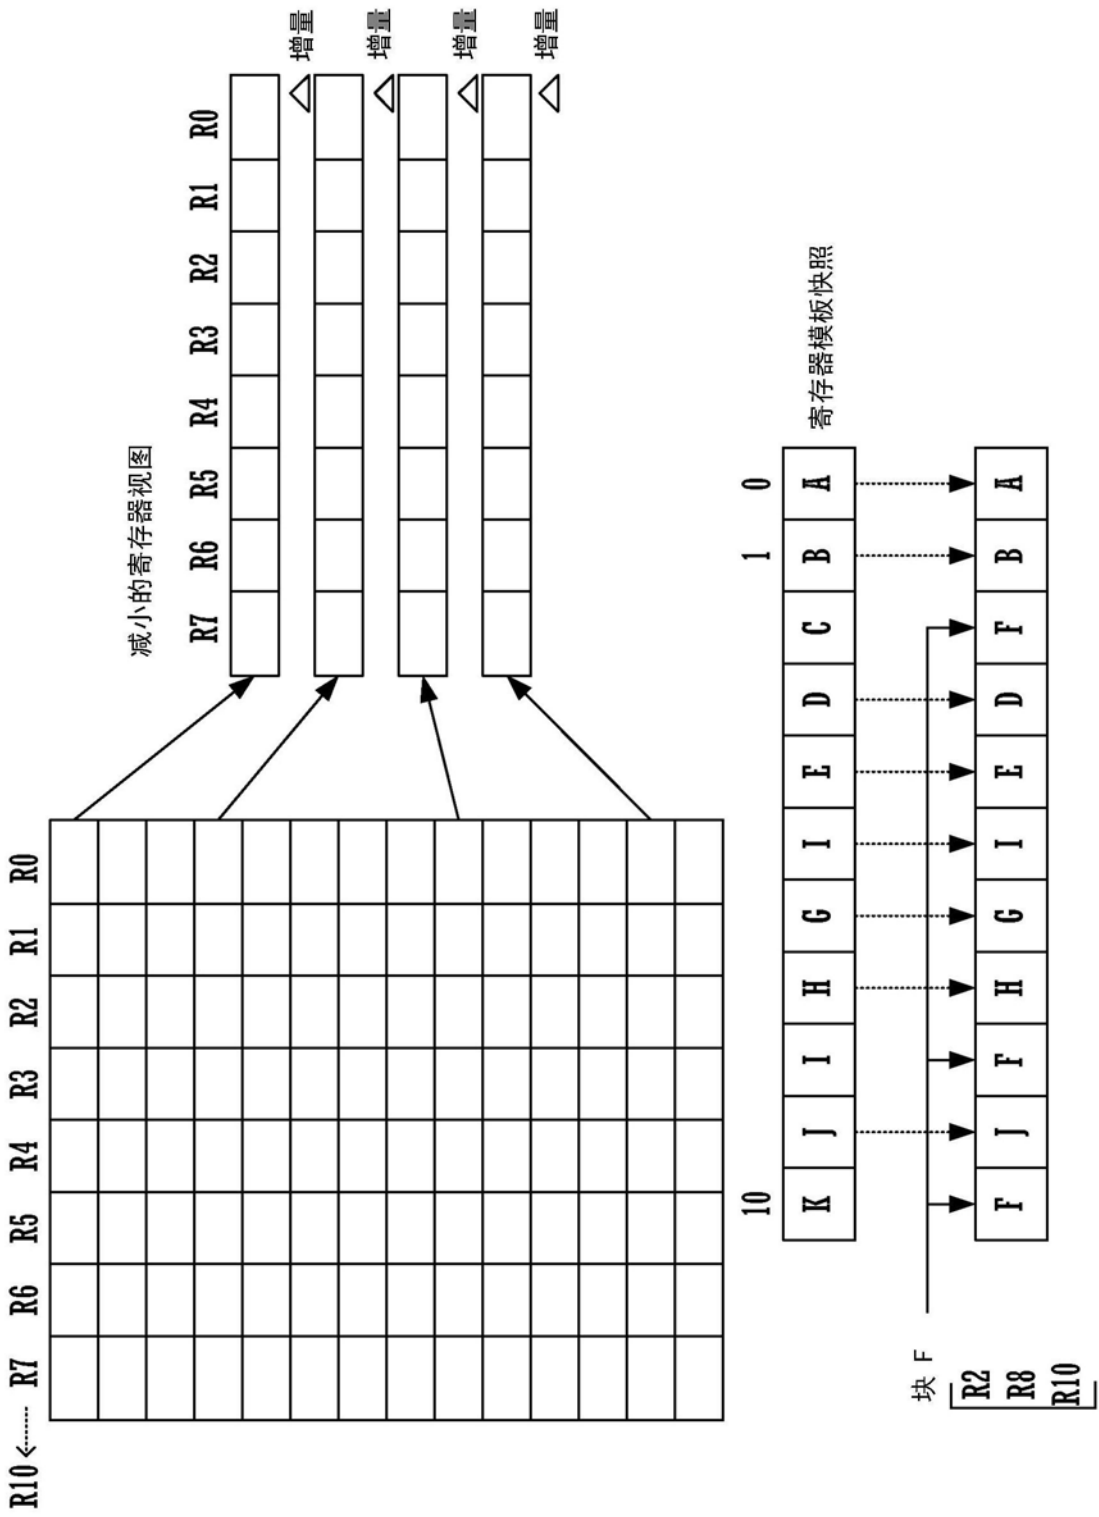 R10 R7 R6 R5 R4 R3 R2 R1 R0
减小的寄存器视图
R7 R6 R5 R4 R3 R2 R1 R0
增量
增量
增量
增量
10 1 0
K J I H G I E D C B A
寄存器模板快照
块 F
R2
R8
R10
F J F H G I E D F B A